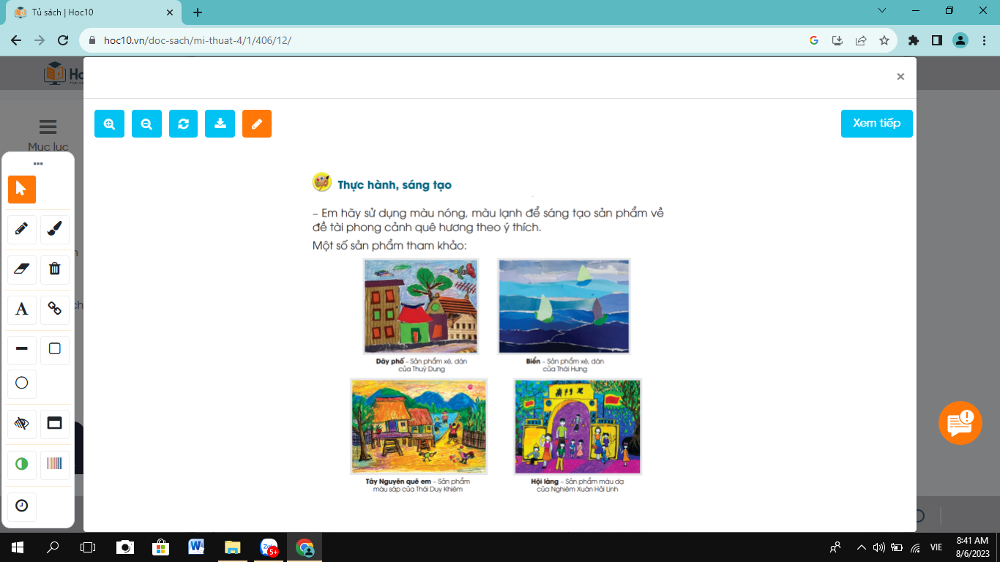 Tủ sách | Hoc10
hoc10.vn/doc-sach/mi-thuat-4/1/406/12/
Mục lục
Xem tiếp
Thực hành, sáng tạo
– Em hãy sử dụng màu nóng, màu lạnh để sáng tạo sản phẩm về
đề tài phong cảnh quê hương theo ý thích.
Một số sản phẩm tham khảo:
Dãy phố – Sản phẩm xé, dán
của Thuỳ Dung
Biển – Sản phẩm xé, dán
của Thái Hưng
Tây Nguyên quê em – Sản phẩm
màu sáp của Thái Duy Khiêm
Hội làng – Sản phẩm màu dạ
của Nghiêm Xuân Hải Linh
A
5+
VIE
8:41 AM
8/6/2023